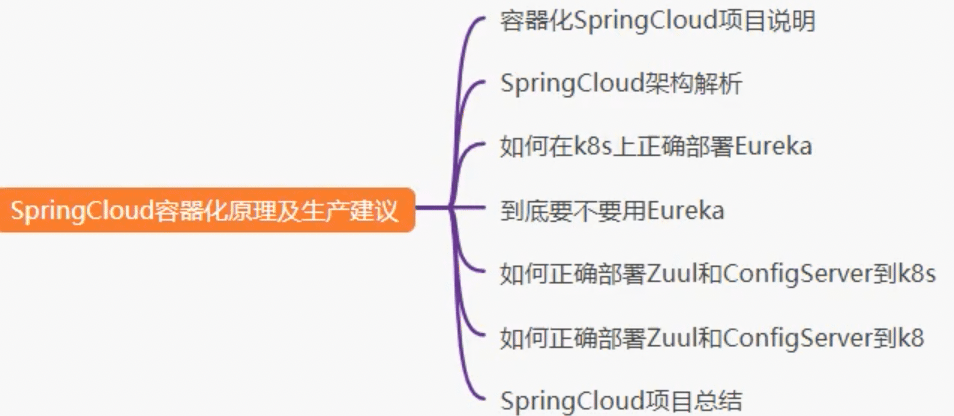 容器化SpringCloud项目说明
SpringCloud架构解析
如何在k8s上正确部署Eureka
SpringCloud容器化原理及生产建议
到底要不要用Eureka
如何正确部署Zuul和ConfigServer到k8s
如何正确部署Zuul和ConfigServer到k8
SpringCloud项目总结